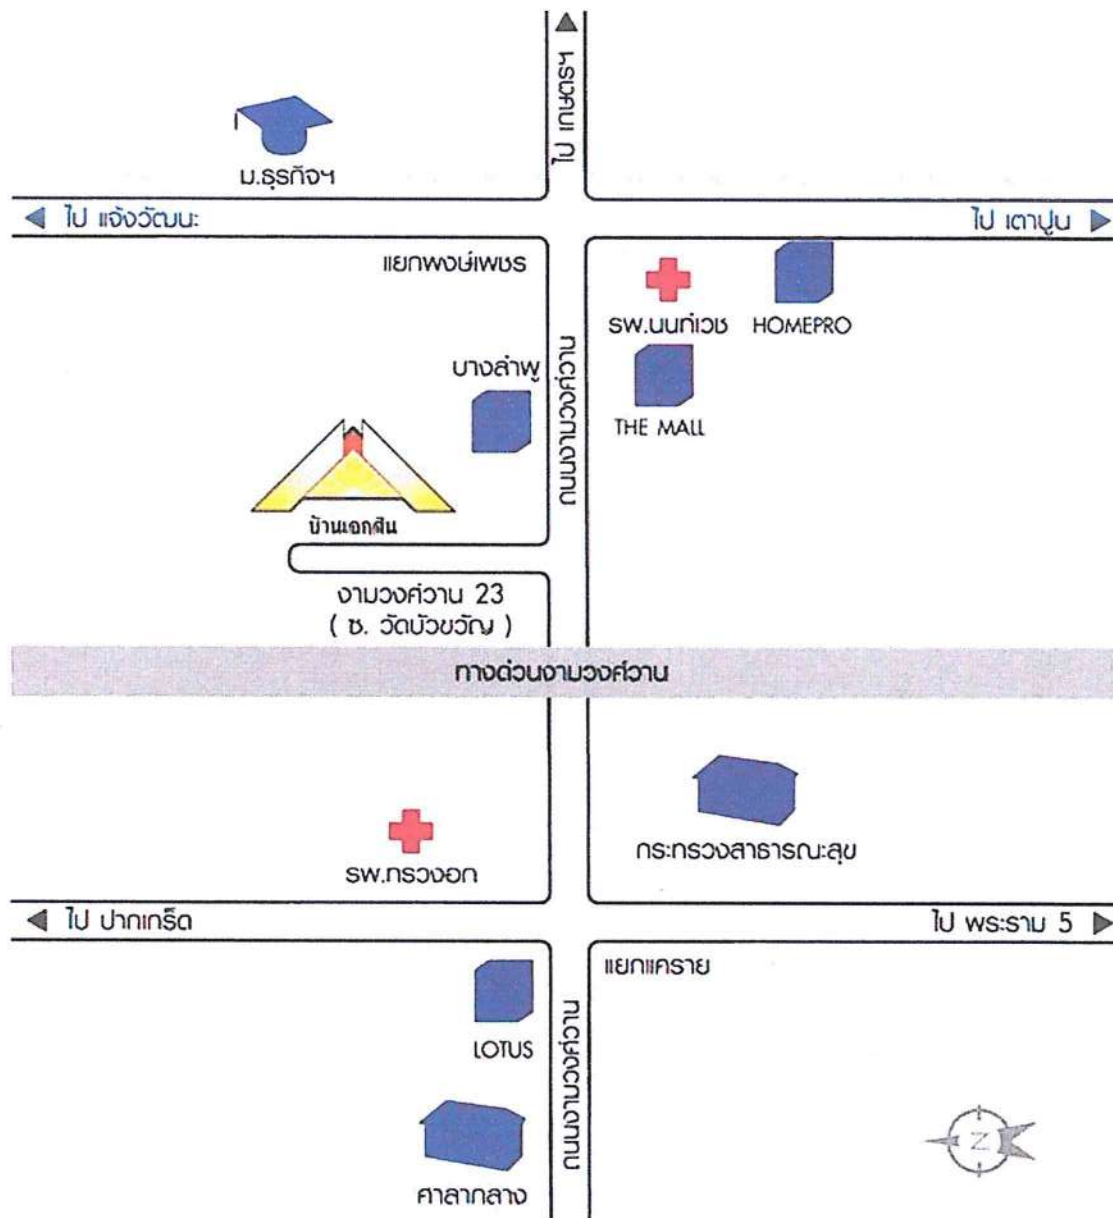 ไป เกษตรฯ
ม.ธุรกิจฯ
ไป แจ้งวัฒนะ
ไป เตาปูน
แยกพงษ์เพชร
รพ.นนท์เวช
HOMEPRO
บางลำพู
THE MALL
ถนนงามวงศ์วาน
บ้านเอกสิน
งามวงศ์วาน 23
( ซ. วัดบัวขวัญ )
ทางด่วนงามวงศ์วาน
กระทรวงสาธารณะสุข
รพ.ทรวงอก
ไป ปากเกร็ด
ไป พระราม 5
แยกแคราย
LOTUS
ถนนงามวงศ์วาน
ศาลากลาง
Z